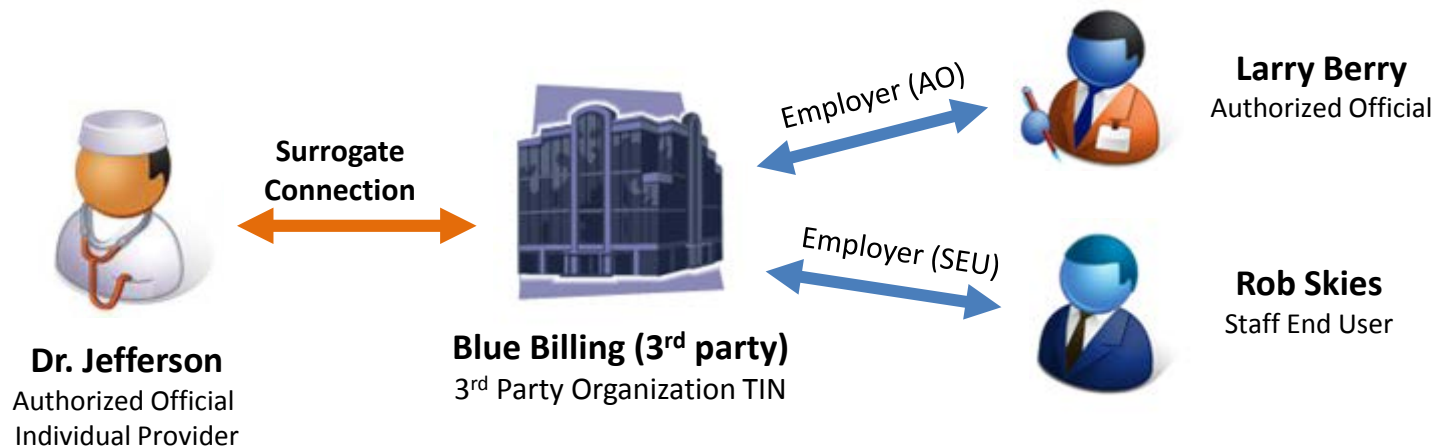 Surrogate
Connection
Dr. Jefferson
Authorized Official
Individual Provider
Blue Billing (3rd party)
3rd Party Organization TIN
Employer (AO)
Larry Berry
Authorized Official
Employer (SEU)
Rob Skies
Staff End User